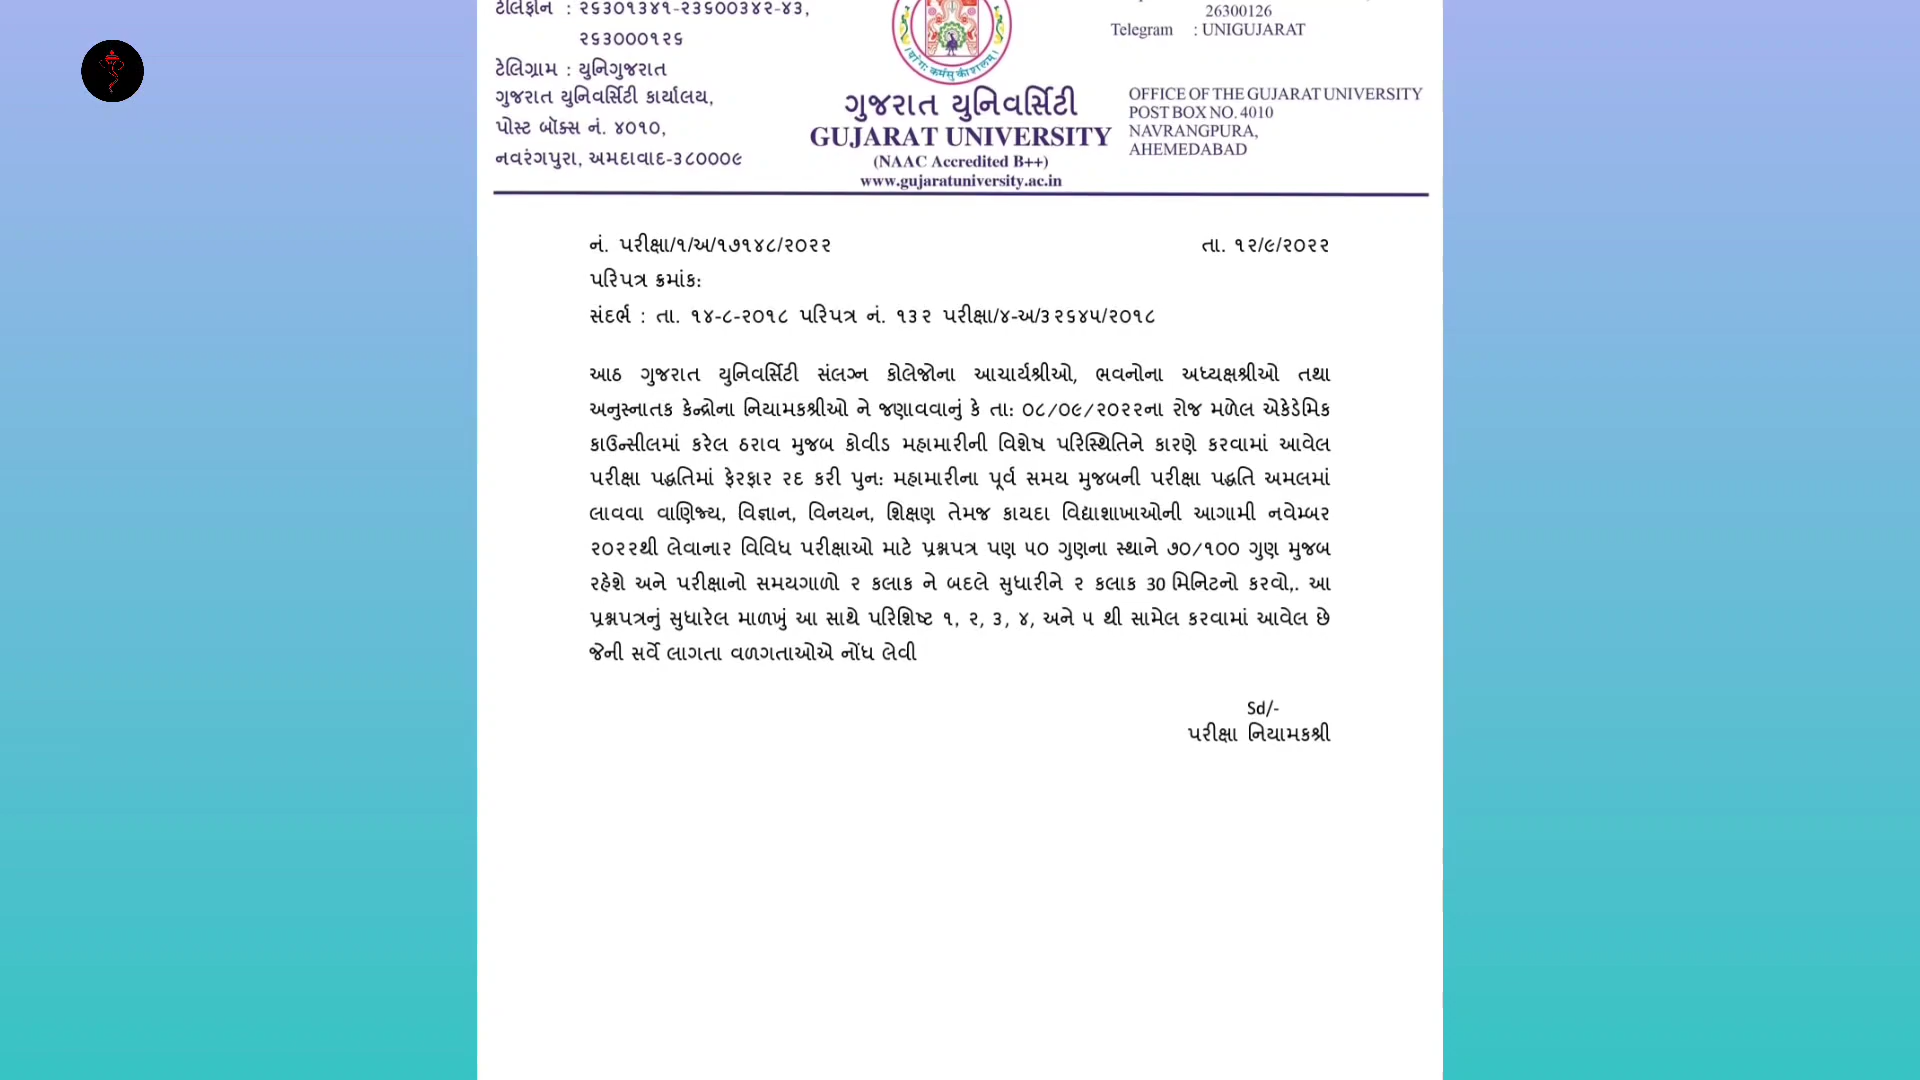 ટેલિફોન : ૨૬૩૦૧૩૪૧-૨૩૬૦૦૩૪૨-૪૩,
૨૬૩૦૦૦૧૨૬
26300126
Telegram : UNIGUJARAT
ટેલિગ્રામ : યુનિગુજરાત
ગુજરાત યુનિવર્સિટી કાર્યાલય,
પોસ્ટ બૉક્સ નં. ૪૦૧૦,
નવરંગપુરા, અમદાવાદ-૩૮૦૦૦૯
ગુજરાત યુનિવર્સિટી
GUJARAT UNIVERSITY
(NAAC Accredited B++)
www.gujaratuniversity.ac.in
OFFICE OF THE GUJARAT UNIVERSITY
POST BOX NO. 4010
NAVRANGPURA,
AHEMEDABAD
નં. પરીક્ષા/૧/અ/૧૭૧૪૮/૨૦૨૨ તા. ૧૨/૯/૨૦૨૨
પરિપત્ર ક્રમાંક:
સંદર્ભ : તા. ૧૪-૮-૨૦૧૮ પરિપત્ર નં. ૧૩૨ પરીક્ષા/૪-અ/૩૨૬૪૫/૨૦૧૮
આઠ ગુજરાત યુનિવર્સિટી સંલગ્ન કોલેજોના આચાર્યશ્રીઓ, ભવનોના અધ્યક્ષશ્રીઓ તથા
અનુસ્નાતક કેન્દ્રોના નિયામકશ્રીઓ ને જણાવવાનું કે તા: ૦૮/૦૯/૨૦૨૨ના રોજ મળેલ એકેડેમિક
કાઉન્સીલમાં કરેલ ઠરાવ મુજબ કોવીડ મહામારીની વિશેષ પરિસ્થિતિને કારણે કરવામાં આવેલ
પરીક્ષા પદ્ધતિમાં ફેરફાર રદ કરી પુન: મહામારીના પૂર્વ સમય મુજબની પરીક્ષા પદ્ધતિ અમલમાં
લાવવા વાણિજ્ય, વિજ્ઞાન, વિનયન, શિક્ષણ તેમજ કાયદા વિદ્યાશાખાઓની આગામી નવેમ્બર
૨૦૨૨થી લેવાનાર વિવિધ પરીક્ષાઓ માટે પ્રશ્નપત્ર પણ ૫૦ ગુણના સ્થાને ૭૦/૧૦૦ ગુણ મુજબ
રહેશે અને પરીક્ષાનો સમયગાળો ૨ કલાક ને બદલે સુધારીને ૨ કલાક 30 મિનિટનો કરવો,. આ
પ્રશ્નપત્રનું સુધારેલ માળખું આ સાથે પરિશિષ્ટ ૧, ૨, ૩, ૪, અને ૫ થી સામેલ કરવામાં આવેલ છે
જેની સર્વે લાગતા વળગતાઓએ નોંધ લેવી
Sd/-
પરીક્ષા નિયામકશ્રી